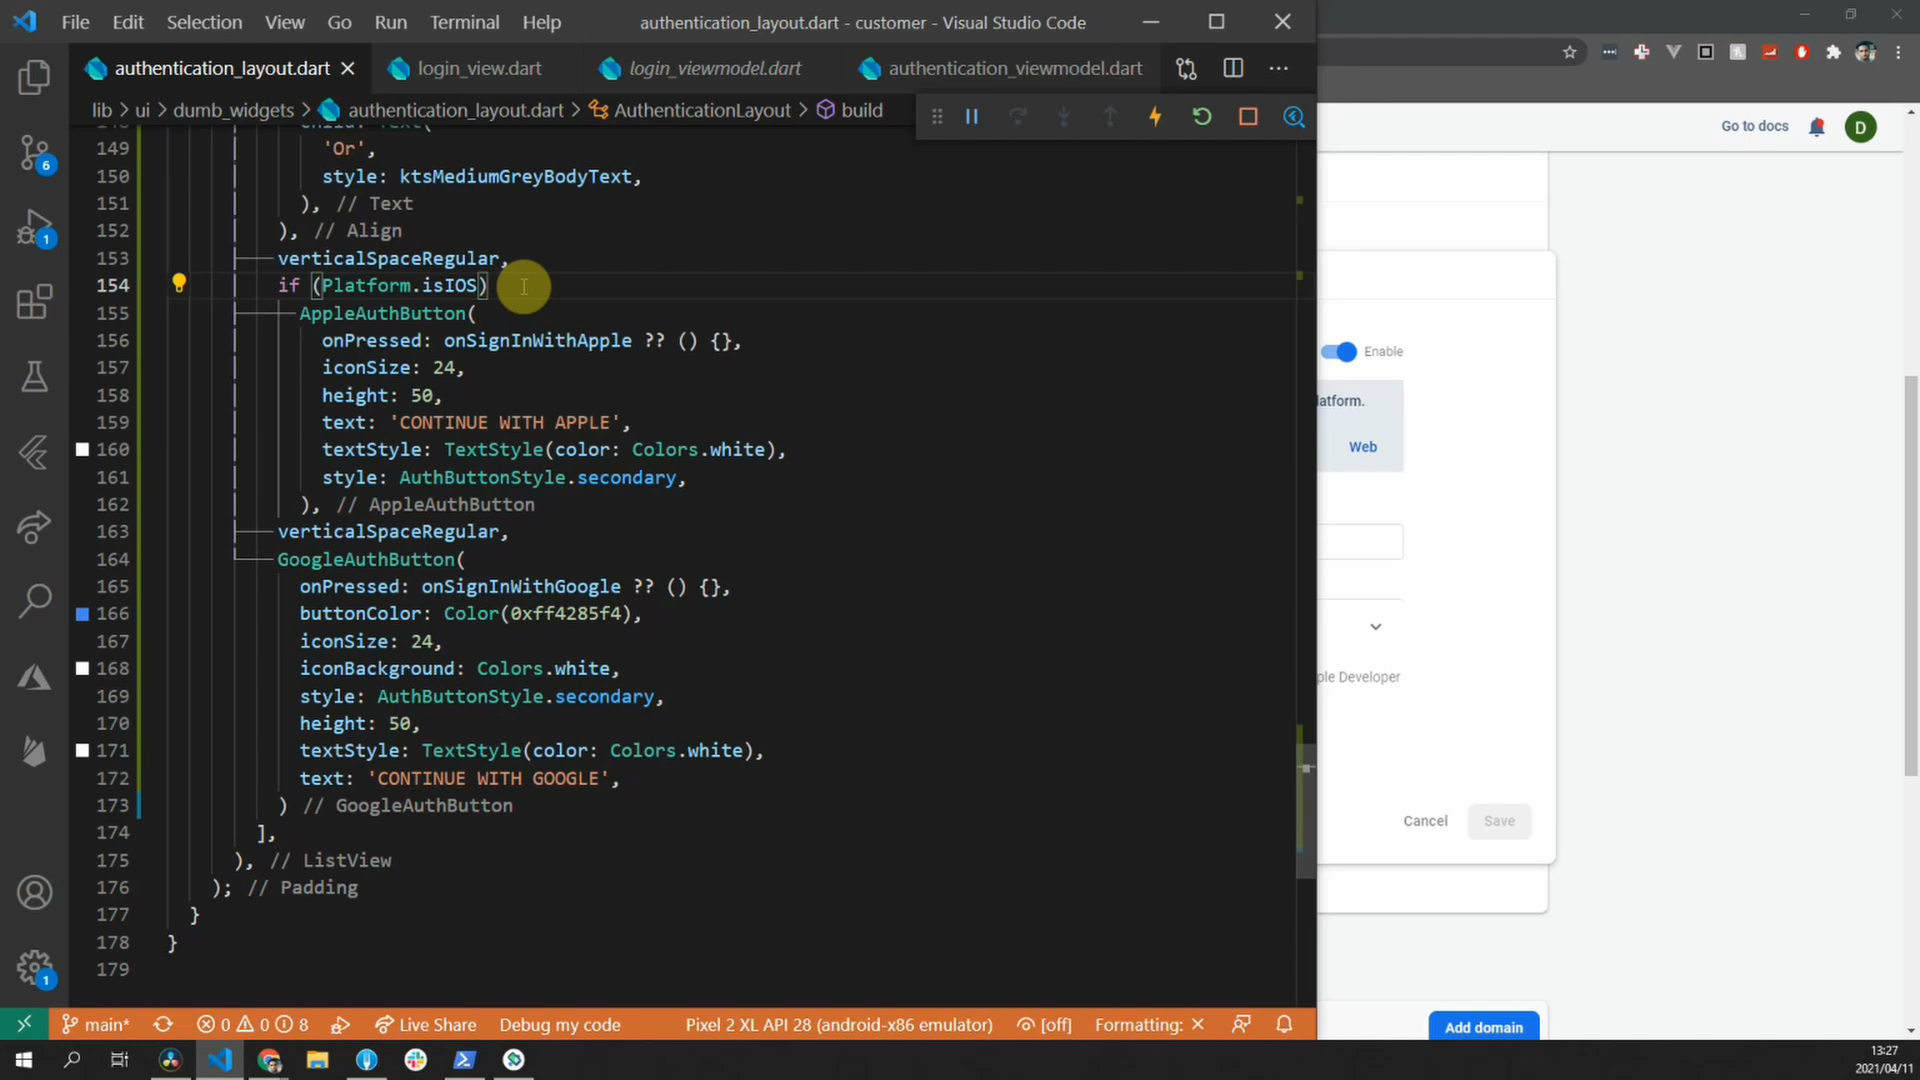 File Edit Selection View Go Run Terminal Help
authentication_layout.dart - customer - Visual Studio Code
authentication_layout.dart login_view.dart login_viewmodel.dart authentication_viewmodel.dart
lib > ui > dumb_widgets > authentication_layout.dart > AuthenticationLayout > build
149 'Or',
150 style: ktsMediumGreyBodyText,
151 ), // Text
152 ), // Align
153 verticalSpaceRegular,
154 if (Platform.isIOS)
155 AppleAuthButton(
156 onPressed: onSignInWithApple ?? () {},
157 iconSize: 24,
158 height: 50,
159 text: 'CONTINUE WITH APPLE',
160 textStyle: TextStyle(color: Colors.white),
161 style: AuthButtonStyle.secondary,
162 ), // AppleAuthButton
163 verticalSpaceRegular,
164 GoogleAuthButton(
165 onPressed: onSignInWithGoogle ?? () {},
166 buttonColor: Color(0xff4285f4),
167 iconSize: 24,
168 iconBackground: Colors.white,
169 style: AuthButtonStyle.secondary,
170 height: 50,
171 textStyle: TextStyle(color: Colors.white),
172 text: 'CONTINUE WITH GOOGLE',
173 ) // GoogleAuthButton
174 ],
175 ), // ListView
176 ); // Padding
177 }
178 }
179
6
1
1
main* 0 0 8 Live Share Debug my code Pixel 2 XL API 28 (android-x86 emulator) [off] Formatting:
Go to docs D
Enable
latform.
Web
ple Developer
Cancel Save
Add domain
13:27
2021/04/11